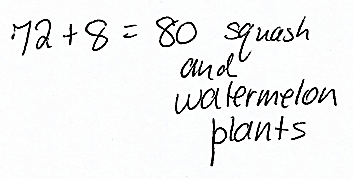 72 + 8 = 80 squash
and
watermelon
plants